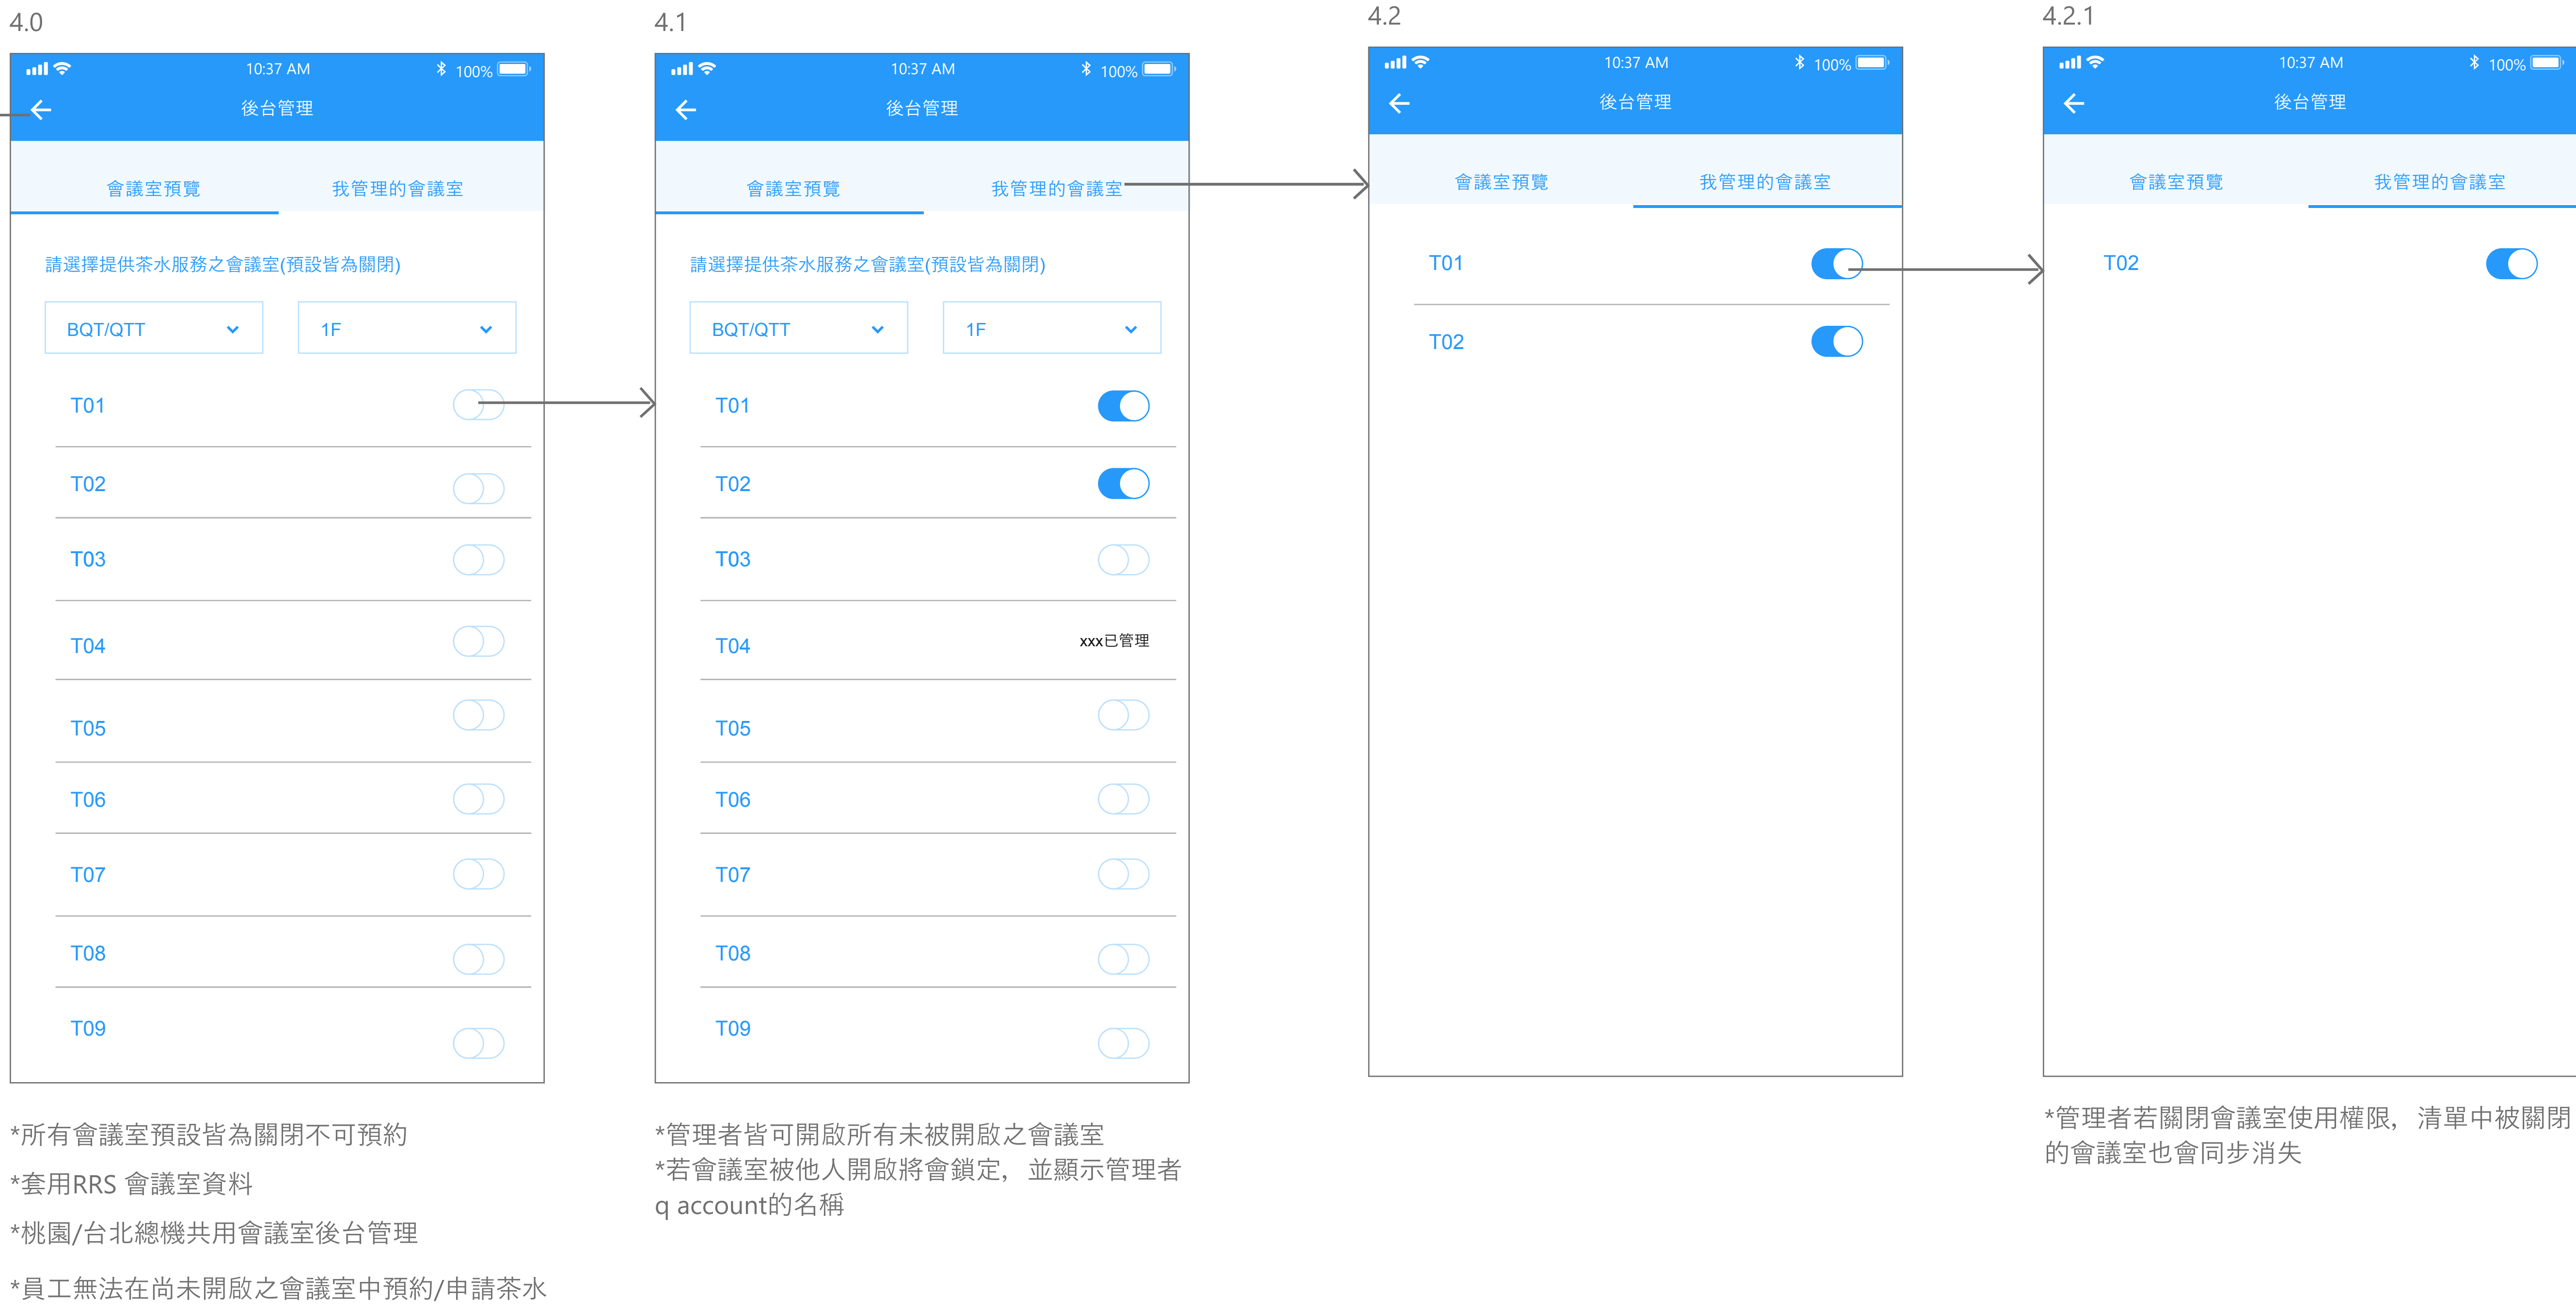 4.0
10:37 AM
100%
後台管理
會議室預覽
我管理的會議室
請選擇提供茶水服務之會議室(預設皆為關閉)
BQT/QTT
1F
T01
T02
T03
T04
T05
T06
T07
T08
T09
*所有會議室預設皆為關閉不可預約
*套用RRS 會議室資料
*桃園/台北總機共用會議室後台管理
*員工無法在尚未開啟之會議室中預約/申請茶水
4.1
10:37 AM
100%
後台管理
會議室預覽
我管理的會議室
請選擇提供茶水服務之會議室(預設皆為關閉)
BQT/QTT
1F
T01
T02
T03
T04
xxx已管理
T05
T06
T07
T08
T09
*管理者皆可開啟所有未被開啟之會議室
*若會議室被他人開啟將會鎖定，並顯示管理者
q account的名稱
4.2
10:37 AM
100%
後台管理
會議室預覽
我管理的會議室
T01
T02
4.2.1
10:37 AM
100%
後台管理
會議室預覽
我管理的會議室
T02
*管理者若關閉會議室使用權限，清單中被關閉
的會議室也會同步消失